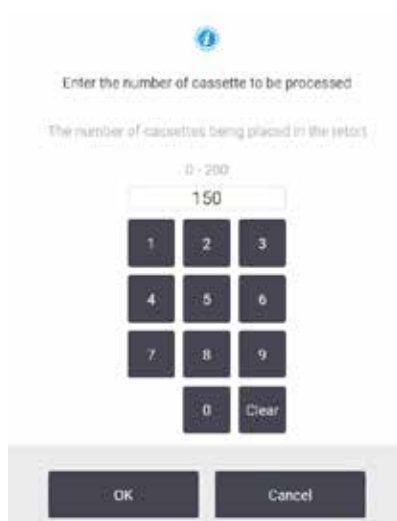 Enter the number of cassette to be processed
The number of cassettes being placed in the retort
0 - 200
150
1 2 3
4 5 6
7 8 9
0 Clear
OK Cancel